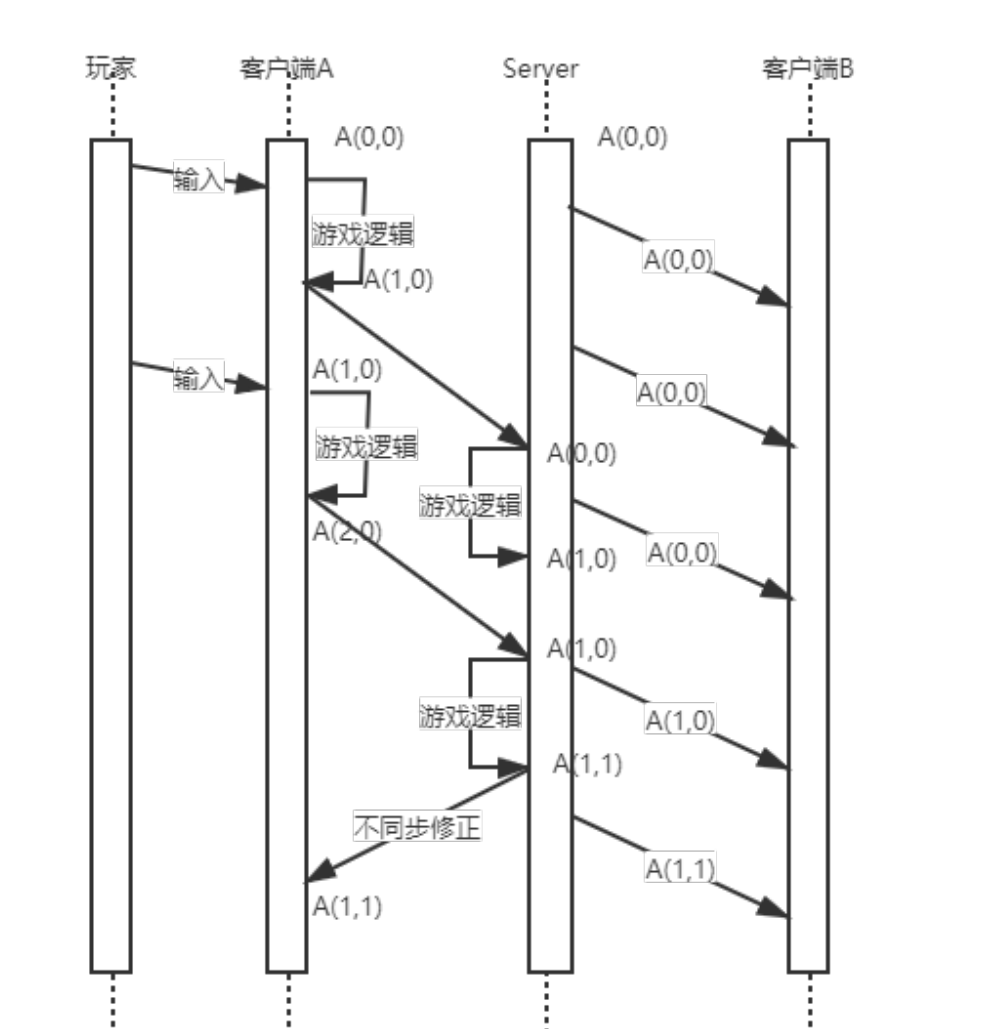 玩家
客户端A
Server
客户端B
A(0,0)
A(0,0)
输入
游戏逻辑
A(0,0)
A(1,0)
输入
A(1,0)
A(0,0)
游戏逻辑
A(0,0)
游戏逻辑
A(2,0)
A(0,0)
A(1,0)
A(1,0)
游戏逻辑
A(1,0)
A(1,1)
不同步修正
A(1,1)
A(1,1)